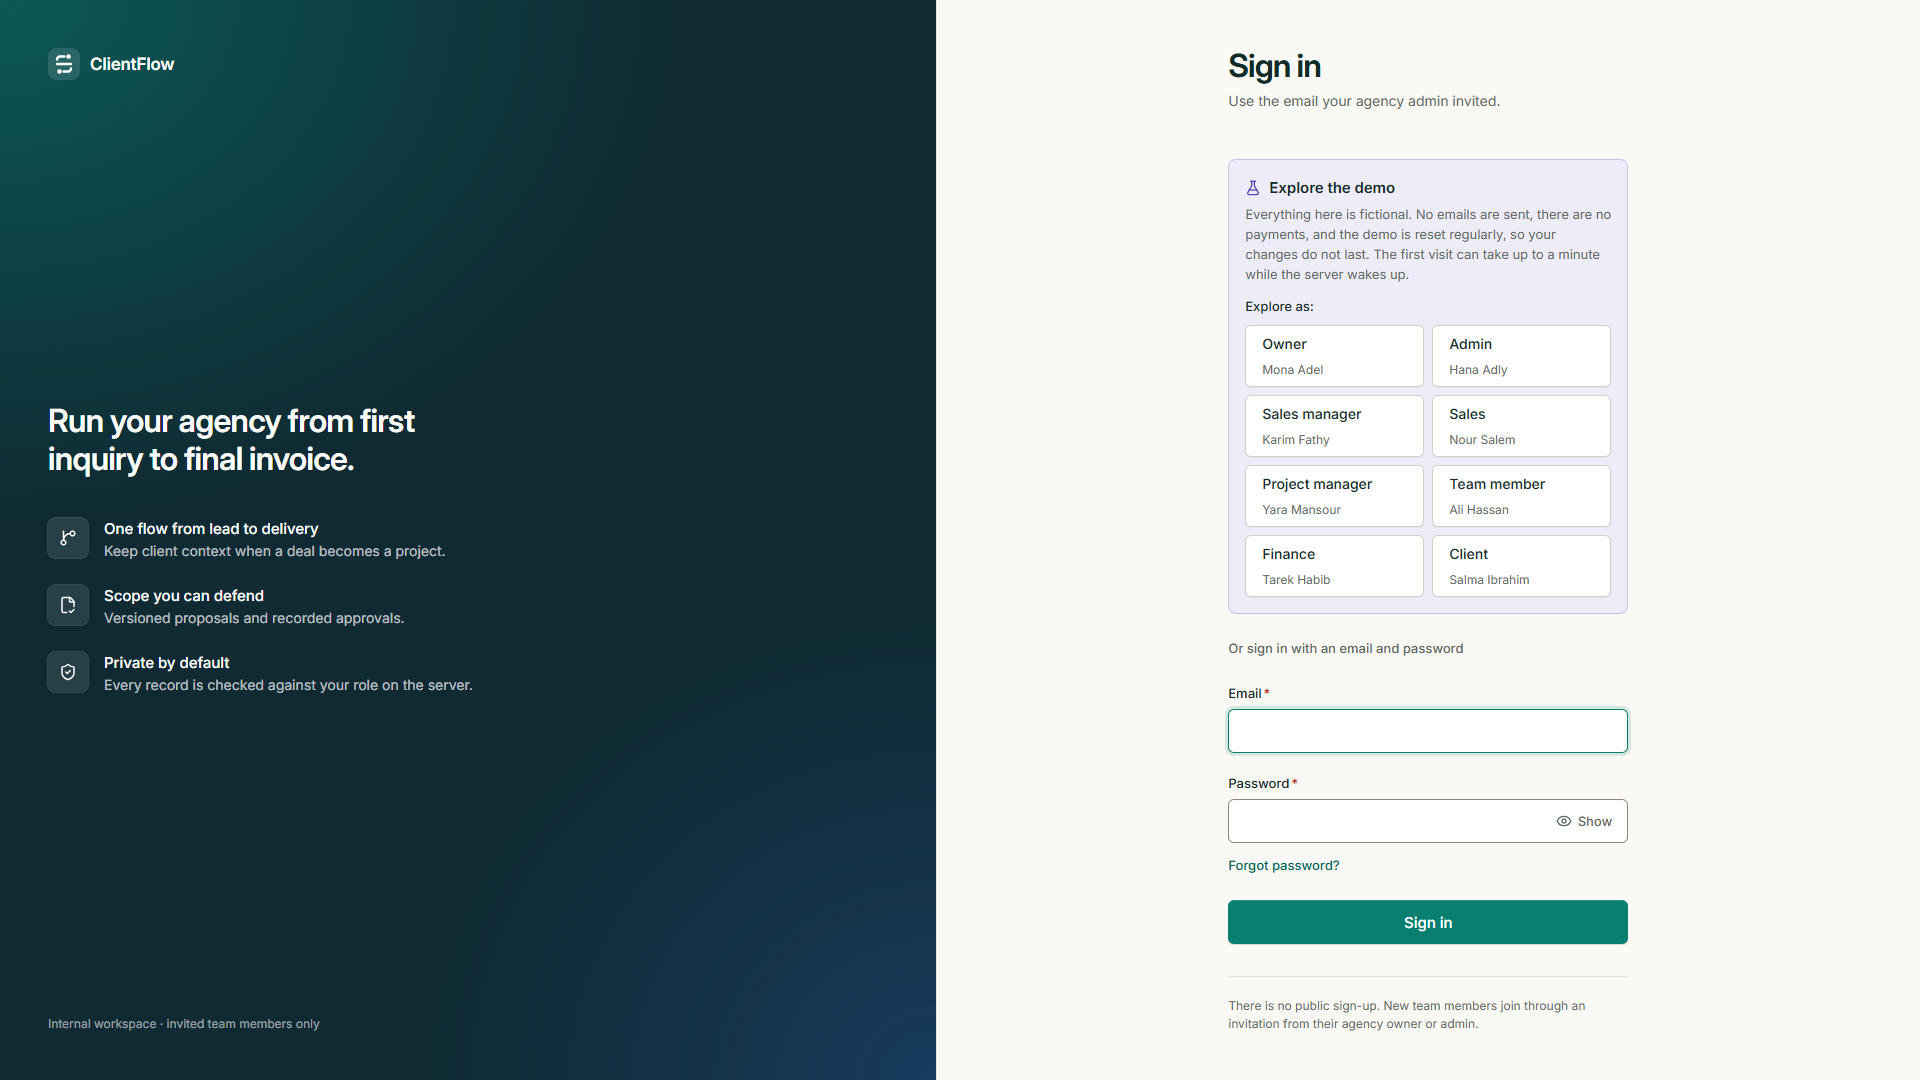 ClientFlow
Run your agency from first
inquiry to final invoice.
One flow from lead to delivery
Keep client context when a deal becomes a project.
Scope you can defend
Versioned proposals and recorded approvals.
Private by default
Every record is checked against your role on the server.
Internal workspace · invited team members only
Sign in
Use the email your agency admin invited.
Explore the demo
Everything here is fictional. No emails are sent, there are no
payments, and the demo is reset regularly, so your
changes do not last. The first visit can take up to a minute
while the server wakes up.
Explore as:
Owner
Mona Adel
Admin
Hana Adly
Sales manager
Karim Fathy
Sales
Nour Salem
Project manager
Yara Mansour
Team member
Ali Hassan
Finance
Tarek Habib
Client
Salma Ibrahim
Or sign in with an email and password
Email *
Password *
Show
Forgot password?
Sign in
There is no public sign-up. New team members join through an
invitation from their agency owner or admin.